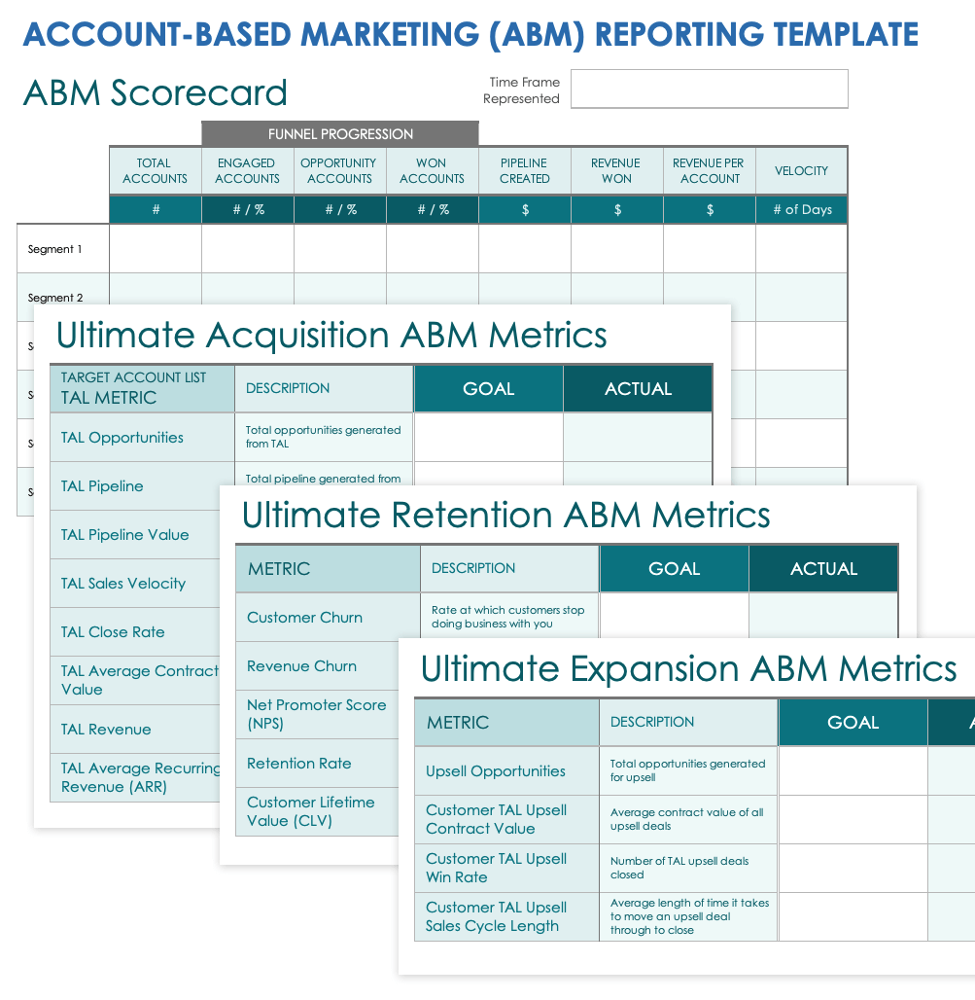 ACCOUNT-BASED MARKETING (ABM) REPORTING TEMPLATE
ABM Scorecard
Time Frame
Represented
FUNNEL PROGRESSION
TOTAL ACCOUNTS
ENGAGED ACCOUNTS
OPPORTUNITY ACCOUNTS
WON ACCOUNTS
PIPELINE CREATED
REVENUE WON
REVENUE PER ACCOUNT
VELOCITY
# # / % # / % # / % $ $ $ # of Days
Segment 1
Segment 2
Ultimate Acquisition ABM Metrics
TARGET ACCOUNT LIST
TAL METRIC
DESCRIPTION
GOAL
ACTUAL
TAL Opportunities
Total opportunities generated
from TAL
TAL Pipeline
Total pipeline generated from
TAL Pipeline Value
TAL Sales Velocity
TAL Close Rate
TAL Average Contract
Value
TAL Revenue
TAL Average Recurring
Revenue (ARR)
Ultimate Retention ABM Metrics
METRIC
DESCRIPTION
GOAL
ACTUAL
Customer Churn
Rate at which customers stop
doing business with you
Revenue Churn
Net Promoter Score
(NPS)
Retention Rate
Customer Lifetime
Value (CLV)
Ultimate Expansion ABM Metrics
METRIC
DESCRIPTION
GOAL
Upsell Opportunities
Total opportunities generated
for upsell
Customer TAL Upsell
Contract Value
Average contract value of all
upsell deals
Customer TAL Upsell
Win Rate
Number of TAL upsell deals
closed
Customer TAL Upsell
Sales Cycle Length
Average length of time it takes
to move an upsell deal
through to close